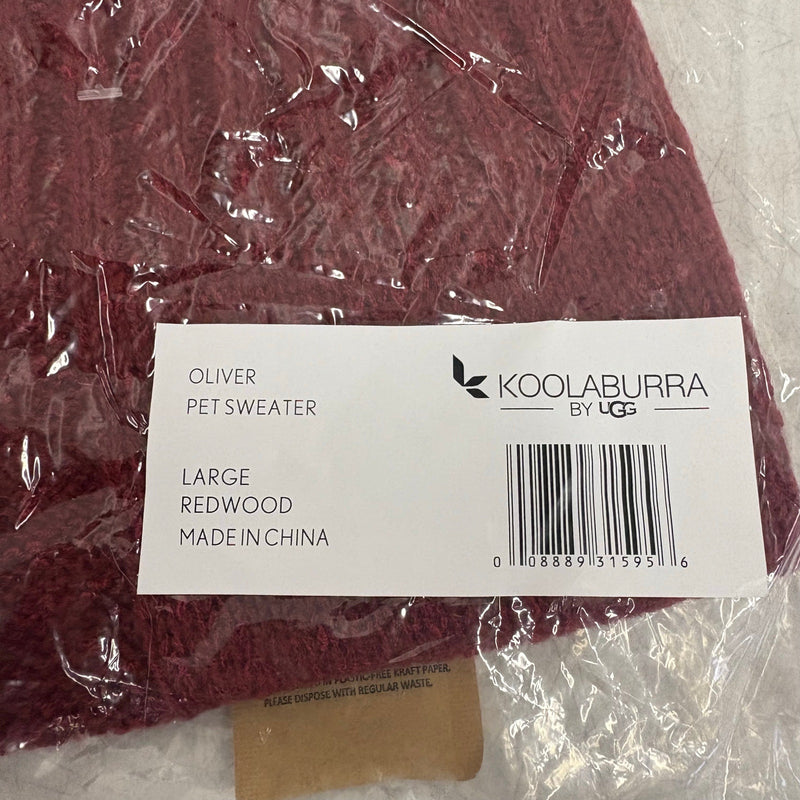 OLIVER
PET SWEATER
KOOLABURRA
BY UGG
LARGE
REDWOOD
MADE IN CHINA
0 08889 31595 6
PLASTIC-FREE KRAFT PAPER.
PLEASE DISPOSE WITH REGULAR WASTE.